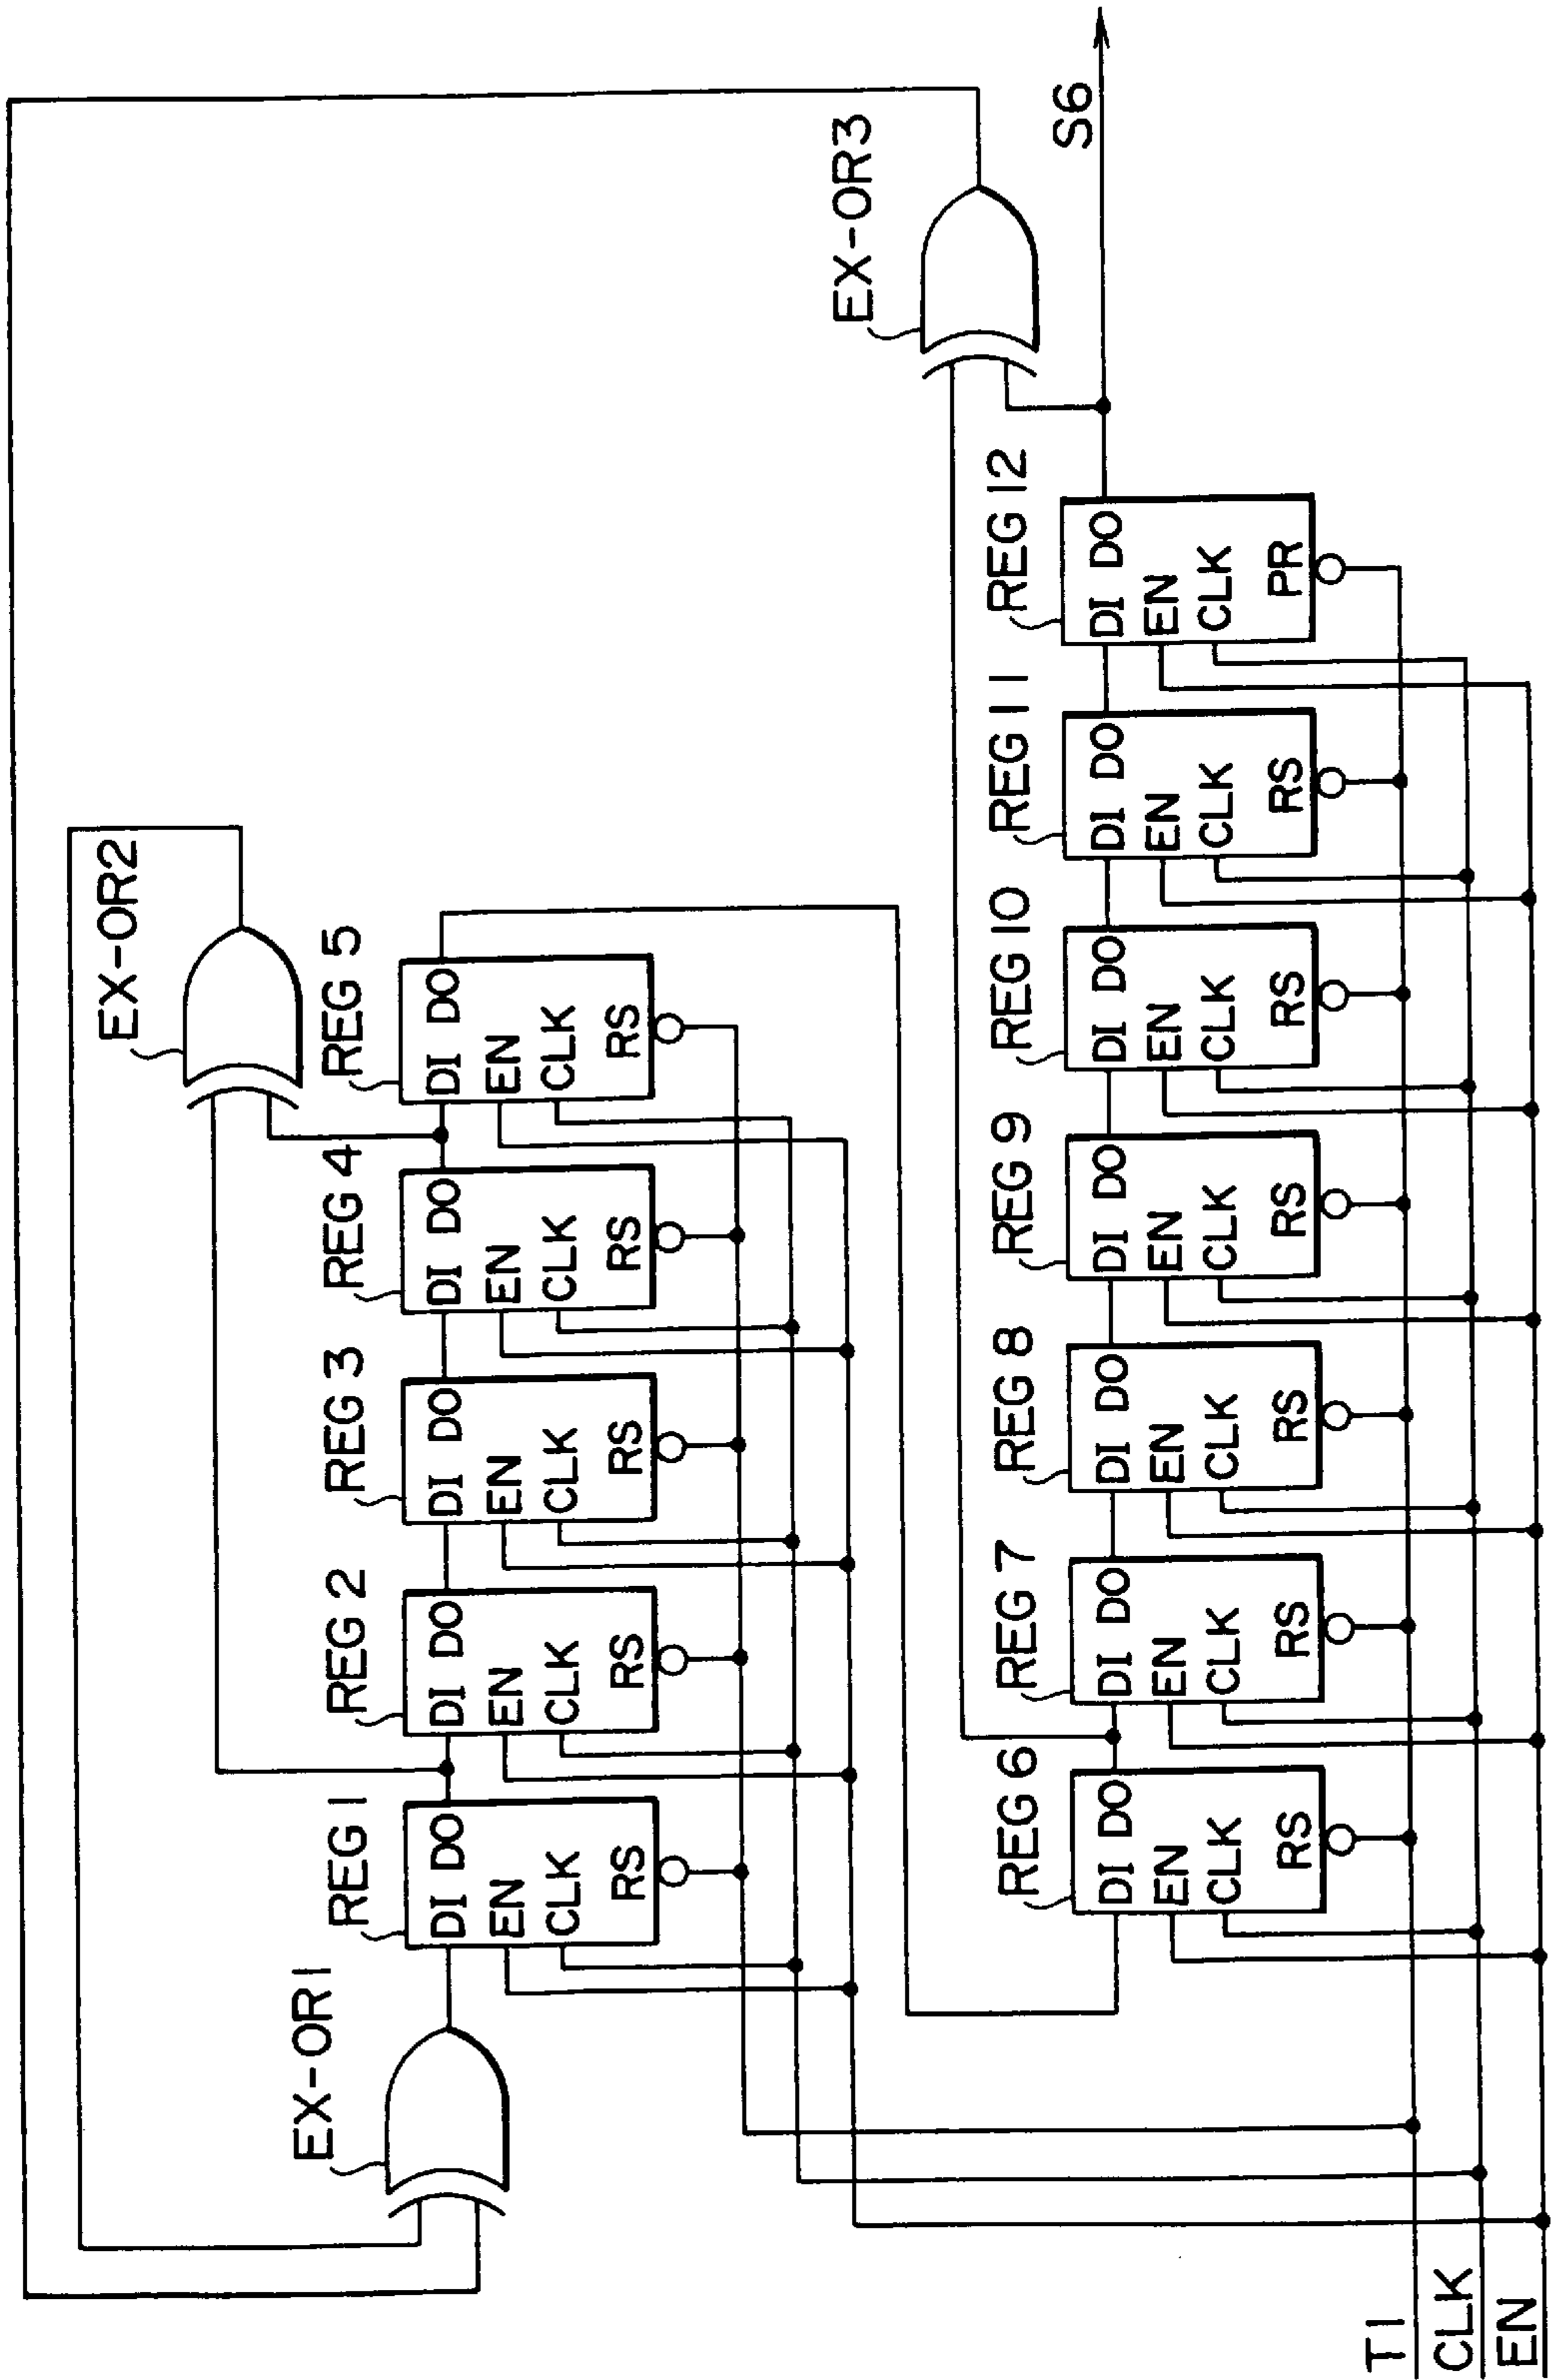 EX-OR1
REG 1
DI DO
EN
CLK
RS
REG 2
DI DO
EN
CLK
RS
REG 3
DI DO
EN
CLK
RS
REG 4
DI DO
EN
CLK
RS
REG 5
DI DO
EN
CLK
RS
EX-OR2
EX-OR3
REG 6
DI DO
EN
CLK
RS
REG 7
DI DO
EN
CLK
RS
REG 8
DI DO
EN
CLK
RS
REG 9
DI DO
EN
CLK
RS
REG 10
DI DO
EN
CLK
RS
REG 11
DI DO
EN
CLK
RS
REG 12
DI DO
EN
CLK
PR
S6
T1
CLK
EN